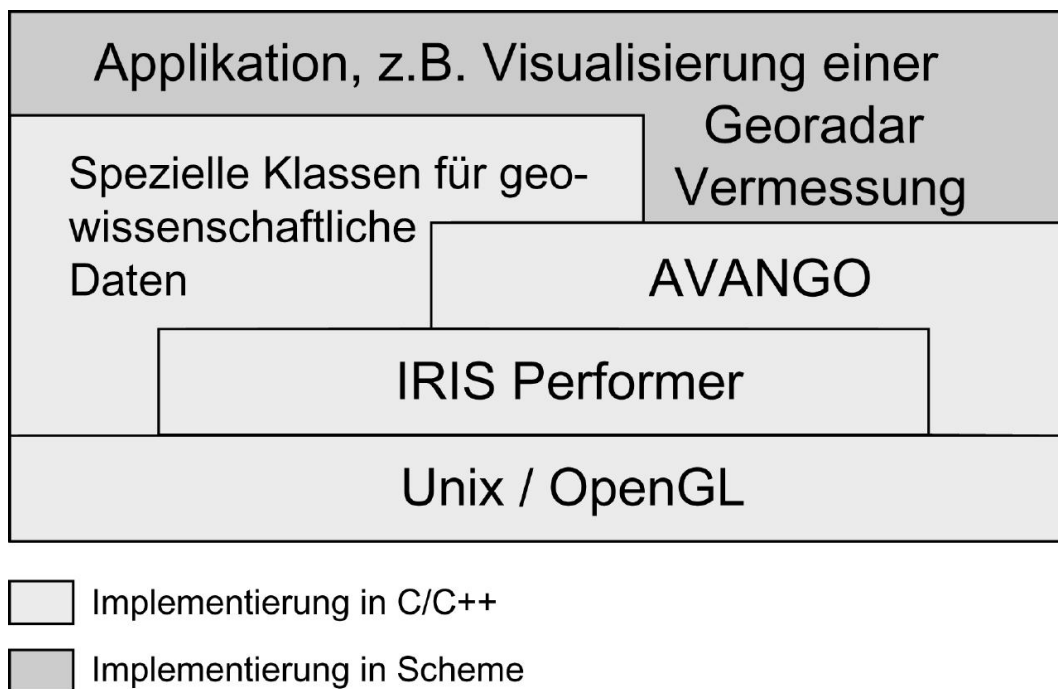 Applikation, z.B. Visualisierung einer
Georadar
Vermessung
Spezielle Klassen für geo-
wissenschaftliche
Daten
AVANGO
IRIS Performer
Unix / OpenGL
Implementierung in C/C++
Implementierung in Scheme